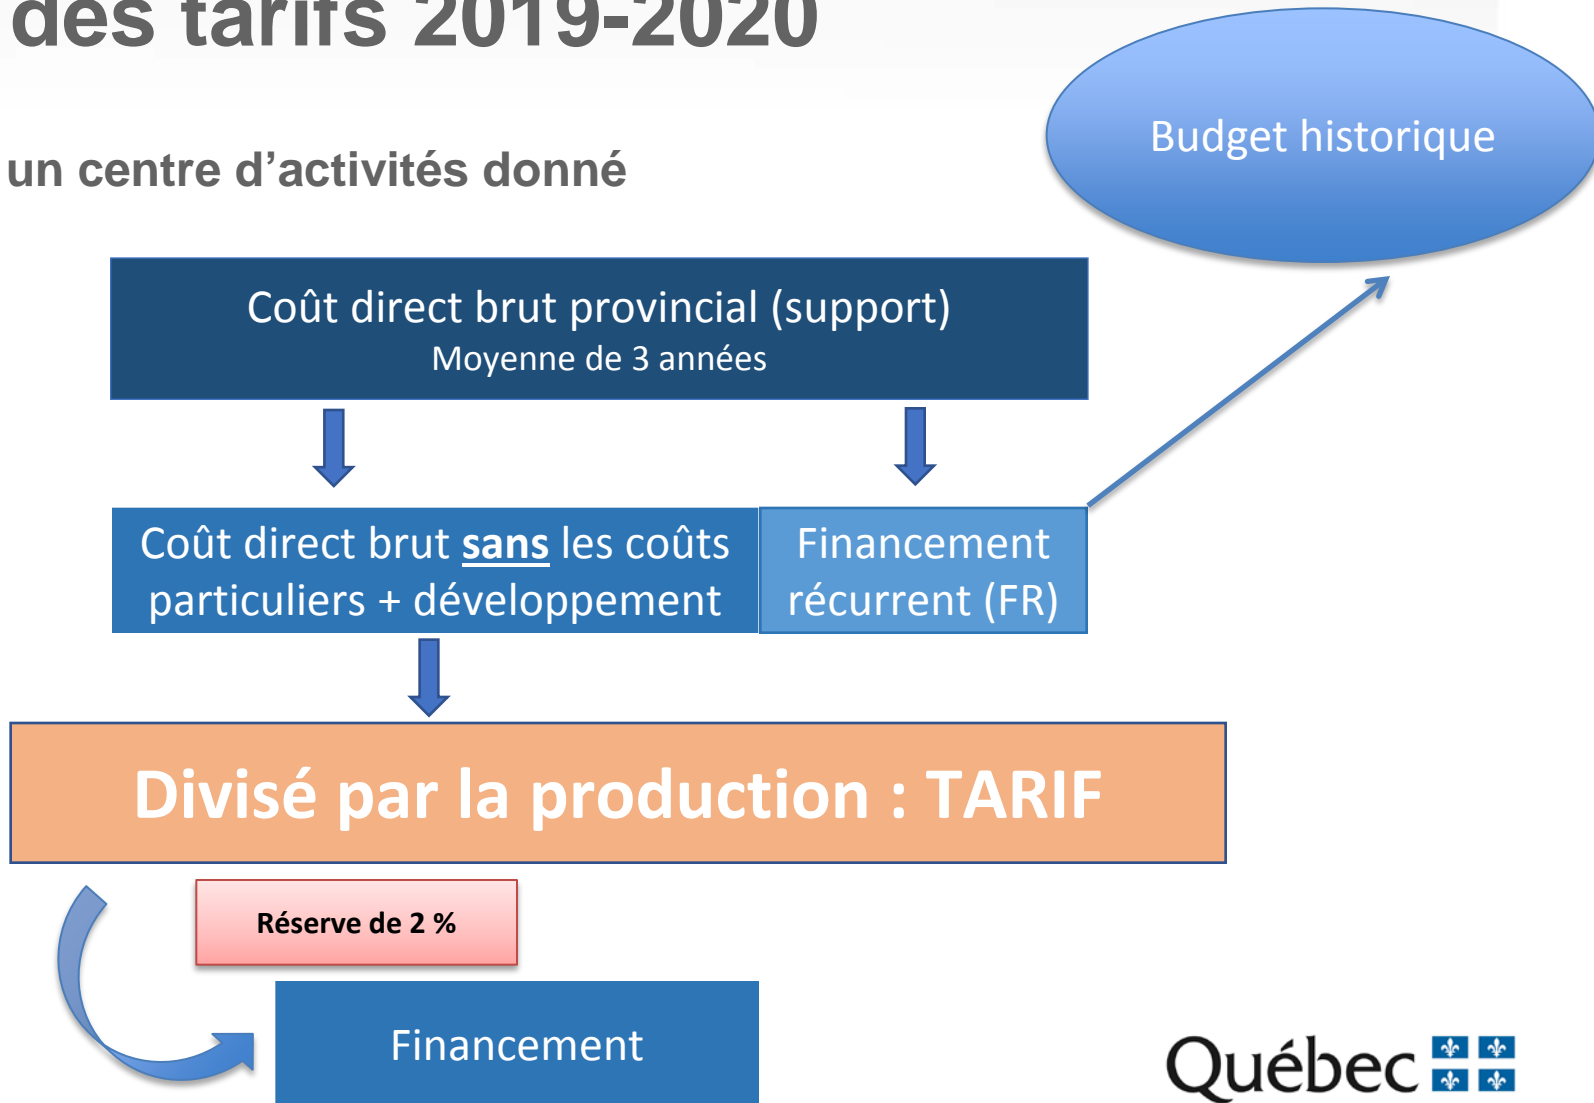 des tarifs 2019-2020
un centre d’activités donné
Budget historique
Coût direct brut provincial (support)
Moyenne de 3 années
Coût direct brut sans les coûts
particuliers + développement
Financement
récurrent (FR)
Divisé par la production : TARIF
Réserve de 2 %
Financement
Québec